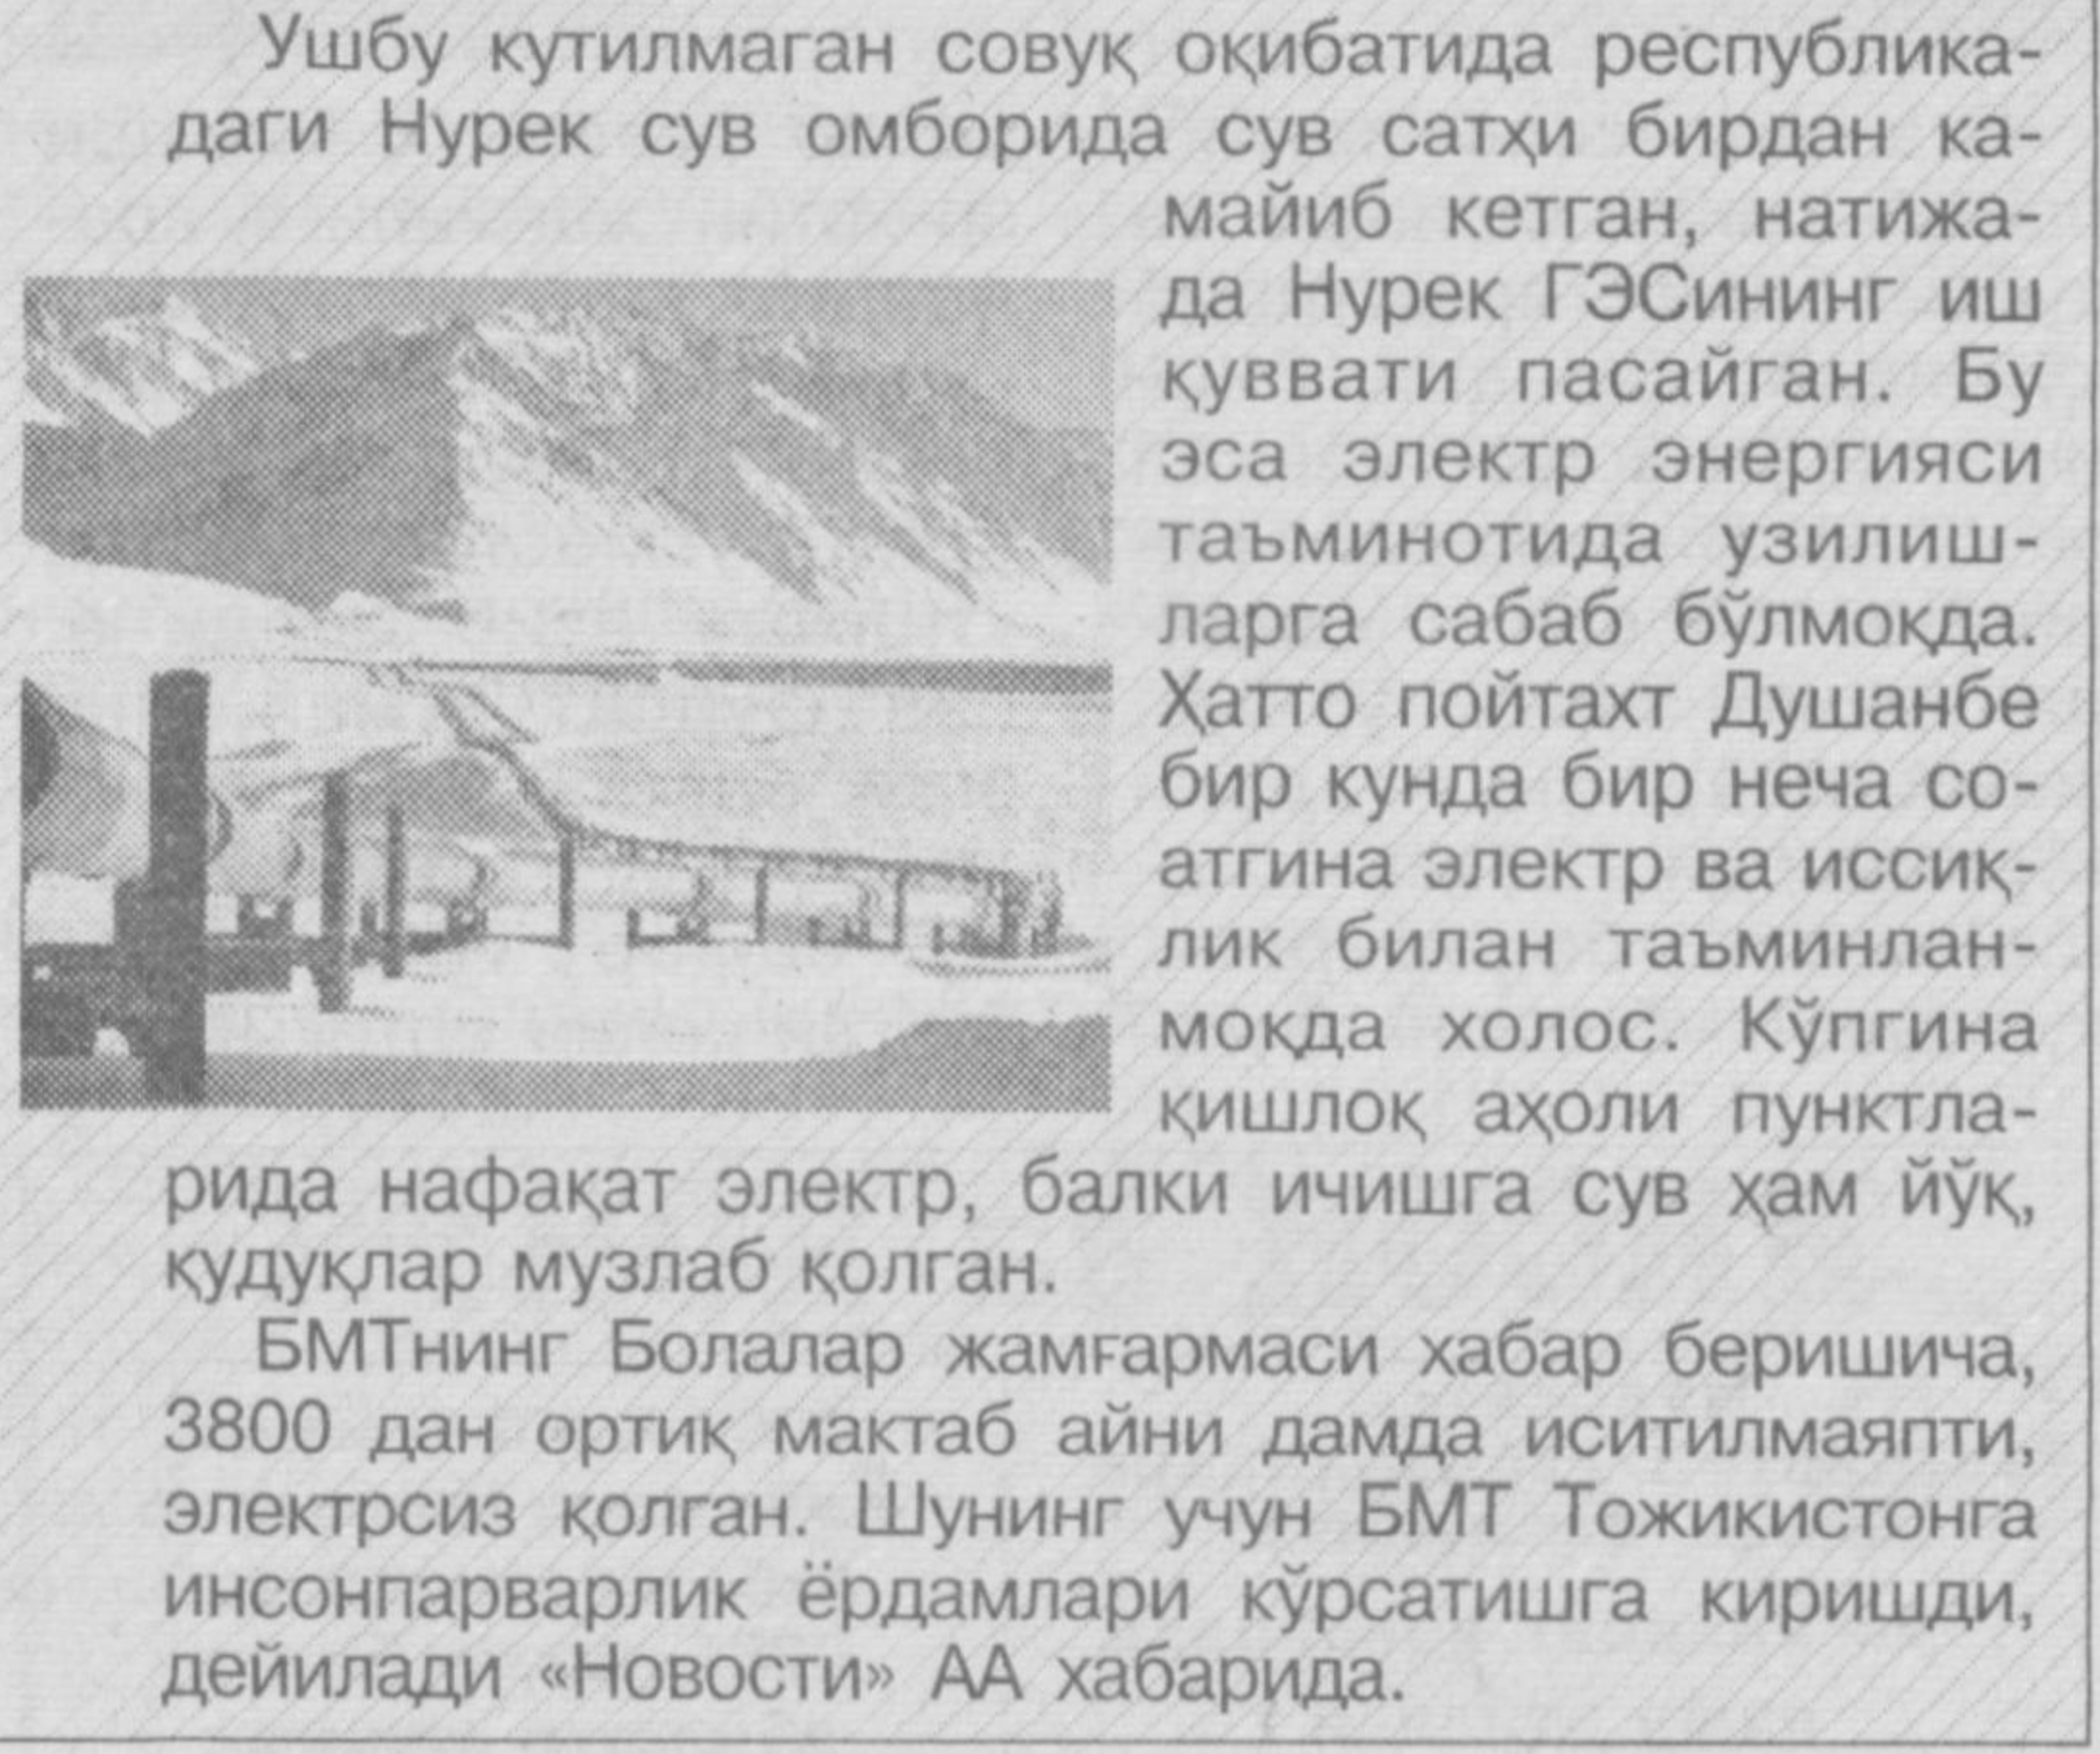 Ушбу кутилмаган совуқ оқибатида республика-
даги Нурек сув омборида сув сатҳи бирдан ка-
майиб кетган, натижа-
да Нурек ГЭСининг иш
қуввати пасайган. Бу
эса электр энергияси
таъминотида узилиш-
ларга сабаб бўлмоқда.
Ҳатто пойтахт Душанбе
бир кунда бир неча со-
атгина электр ва иссиқ-
лик билан таъминлан-
моқда холос. Кўпгина
қишлоқ аҳоли пунктла-
рида нафақат электр, балки ичишга сув ҳам йўқ,
қудуқлар музлаб қолган.
БМТнинг Болалар жамғармаси хабар беришича,
3800 дан ортиқ мактаб айни дамда иситилмаяпти,
электрсиз қолган. Шунинг учун БМТ Тожикистонга
инсонпарварлик ёрдамлари кўрсатишга киришди,
дейилади «Новости» АА хабарида.